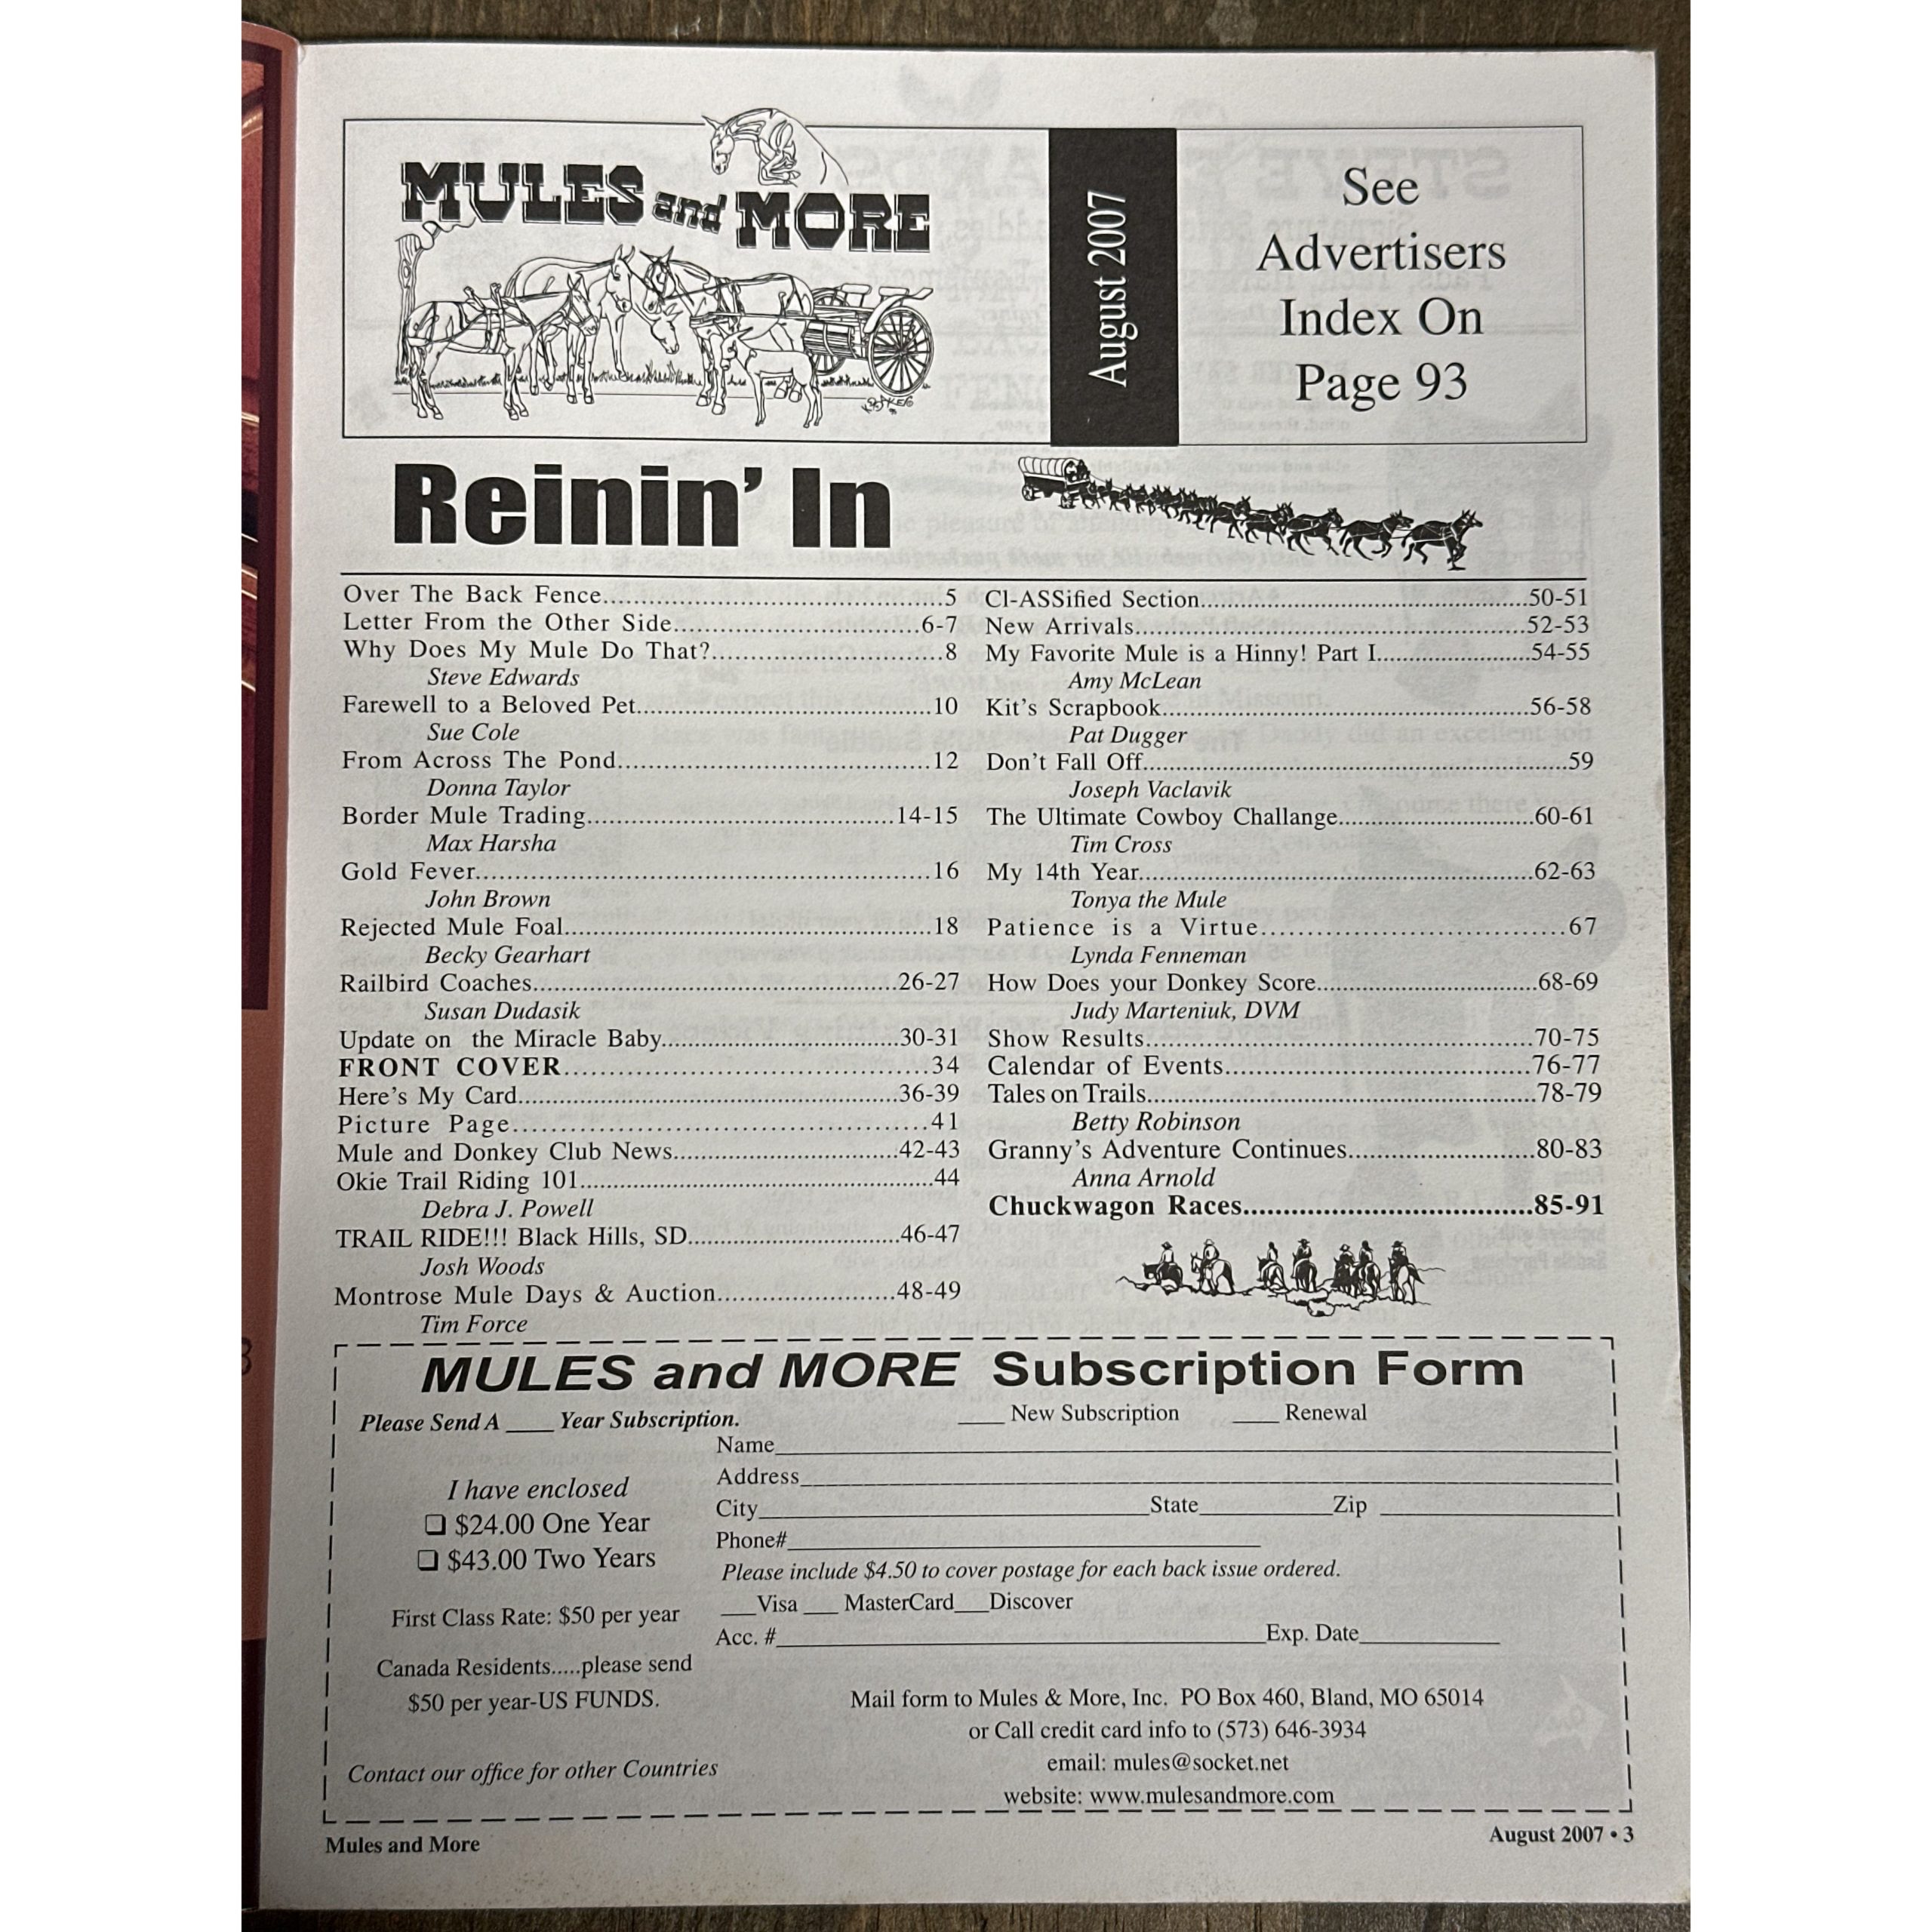 MULES and MORE
August 2007
See
Advertisers
Index On
Page 93
Reinin' In
Over The Back Fence..........5
Letter From the Other Side..........6-7
Why Does My Mule Do That?..........8
Steve Edwards
Farewell to a Beloved Pet..........10
Sue Cole
From Across The Pond..........12
Donna Taylor
Border Mule Trading..........14-15
Max Harsha
Gold Fever..........16
John Brown
Rejected Mule Foal..........18
Becky Gearhart
Railbird Coaches..........26-27
Susan Dudasik
Update on the Miracle Baby..........30-31
FRONT COVER..........34
Here's My Card..........36-39
Picture Page..........41
Mule and Donkey Club News..........42-43
Okie Trail Riding 101..........44
Debra J. Powell
TRAIL RIDE!!! Black Hills, SD..........46-47
Josh Woods
Montrose Mule Days & Auction..........48-49
Tim Force
Cl-ASSified Section..........50-51
New Arrivals..........52-53
My Favorite Mule is a Hinny! Part I..........54-55
Amy McLean
Kit's Scrapbook..........56-58
Pat Dugger
Don't Fall Off..........59
Joseph Vaclavik
The Ultimate Cowboy Challange..........60-61
Tim Cross
My 14th Year..........62-63
Tonya the Mule
Patience is a Virtue..........67
Lynda Fenneman
How Does your Donkey Score..........68-69
Judy Marteniuk, DVM
Show Results..........70-75
Calendar of Events..........76-77
Tales on Trails..........78-79
Betty Robinson
Granny's Adventure Continues..........80-83
Anna Arnold
Chuckwagon Races..........85-91
MULES and MORE Subscription Form
Please Send A ____ Year Subscription.
____ New Subscription ____ Renewal
I have enclosed
❏ $24.00 One Year
❏ $43.00 Two Years
First Class Rate: $50 per year
Canada Residents.....please send
$50 per year-US FUNDS.
Contact our office for other Countries
Name____
Address____
City____State____Zip ____
Phone#____
Please include $4.50 to cover postage for each back issue ordered.
___Visa ___ MasterCard___Discover
Acc. #____Exp. Date____
Mail form to Mules & More, Inc. PO Box 460, Bland, MO 65014
or Call credit card info to (573) 646-3934
email: mules@socket.net
website: www.mulesandmore.com
Mules and More
August 2007 • 3